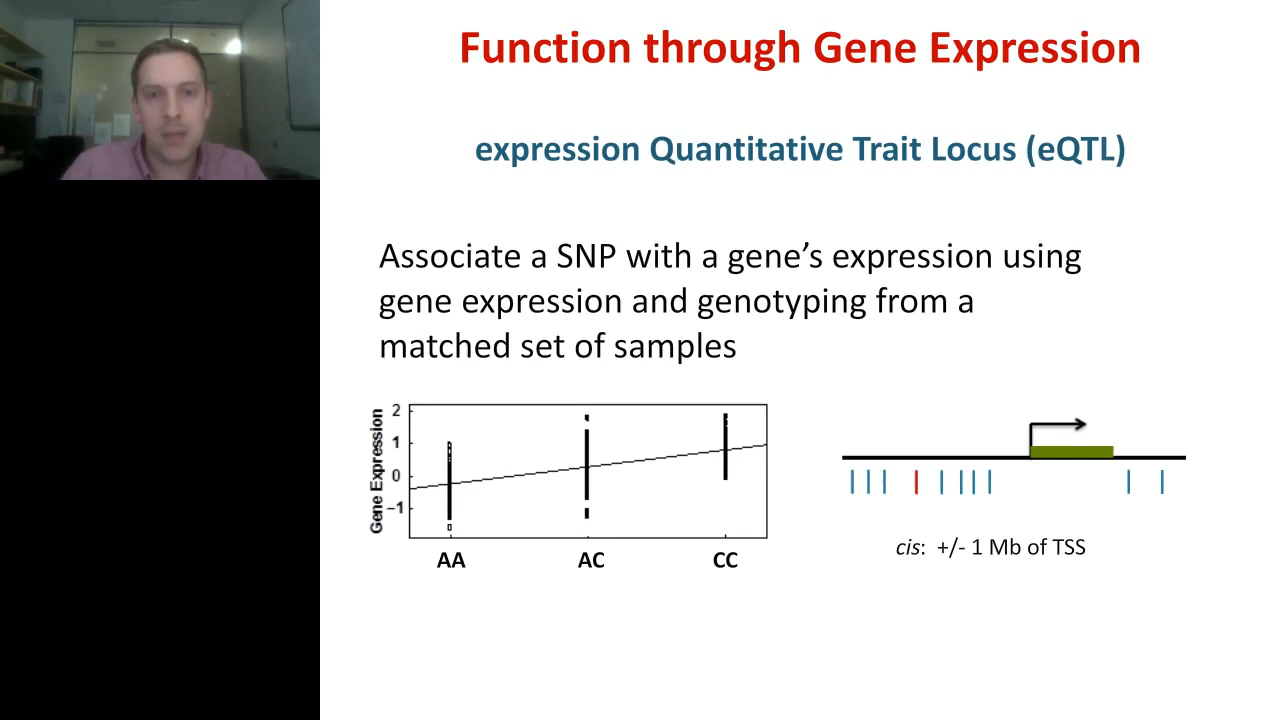 Function through Gene Expression
expression Quantitative Trait Locus (eQTL)
Associate a SNP with a gene’s expression using
gene expression and genotyping from a
matched set of samples
Gene Expression
2
1
0
−1
AA AC CC
cis: +/- 1 Mb of TSS